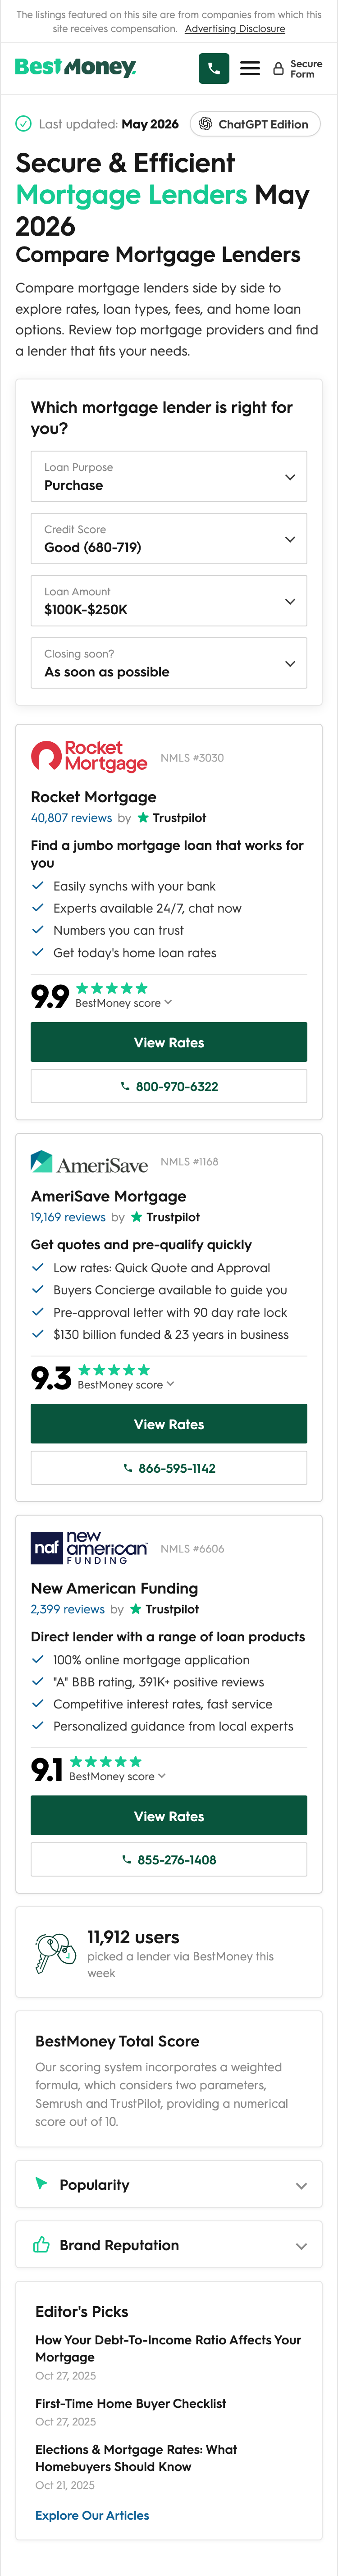 The listings featured on this site are from companies from which this
site receives compensation. Advertising Disclosure
BestMoney.
Secure
Form
Last updated: May 2026
ChatGPT Edition
Secure & Efficient
Mortgage Lenders May
2026
Compare Mortgage Lenders
Compare mortgage lenders side by side to
explore rates, loan types, fees, and home loan
options. Review top mortgage providers and find
a lender that fits your needs.
Which mortgage lender is right for
you?
Loan Purpose
Purchase
Credit Score
Good (680-719)
Loan Amount
$100K-$250K
Closing soon?
As soon as possible
Rocket
Mortgage
NMLS #3030
Rocket Mortgage
40,807 reviews by Trustpilot
Find a jumbo mortgage loan that works for
you
Easily synchs with your bank
Experts available 24/7, chat now
Numbers you can trust
Get today's home loan rates
9.9
BestMoney score
View Rates
800-970-6322
AmeriSave
NMLS #1168
AmeriSave Mortgage
19,169 reviews by Trustpilot
Get quotes and pre-qualify quickly
Low rates: Quick Quote and Approval
Buyers Concierge available to guide you
Pre-approval letter with 90 day rate lock
$130 billion funded & 23 years in business
9.3
BestMoney score
View Rates
866-595-1142
naf
new
american
FUNDING
NMLS #6606
New American Funding
2,399 reviews by Trustpilot
Direct lender with a range of loan products
100% online mortgage application
"A" BBB rating, 391K+ positive reviews
Competitive interest rates, fast service
Personalized guidance from local experts
9.1
BestMoney score
View Rates
855-276-1408
11,912 users
picked a lender via BestMoney this
week
BestMoney Total Score
Our scoring system incorporates a weighted
formula, which considers two parameters,
Semrush and TrustPilot, providing a numerical
score out of 10.
Popularity
Brand Reputation
Editor's Picks
How Your Debt-To-Income Ratio Affects Your
Mortgage
Oct 27, 2025
First-Time Home Buyer Checklist
Oct 27, 2025
Elections & Mortgage Rates: What
Homebuyers Should Know
Oct 21, 2025
Explore Our Articles